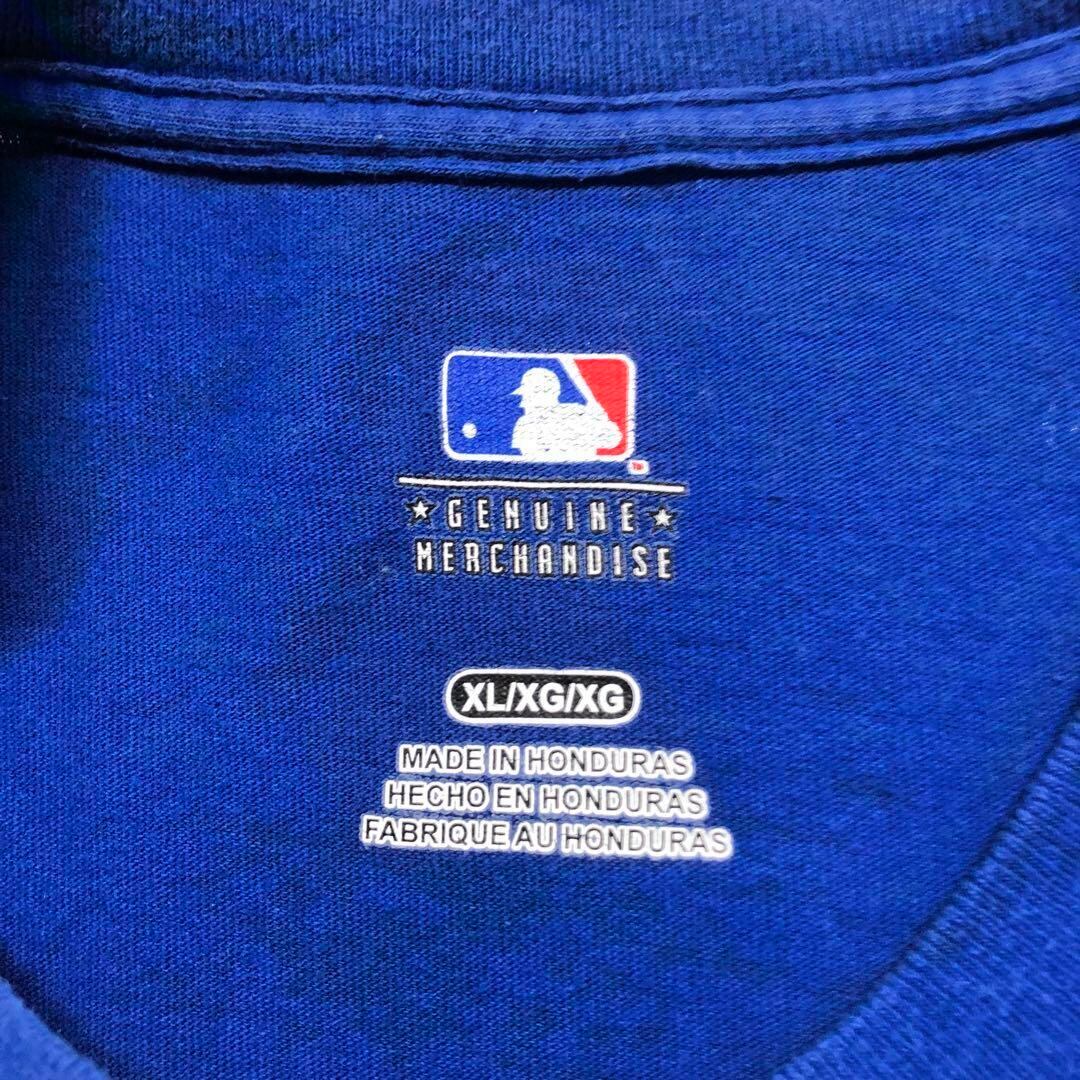 GENUINE
MERCHANDISE
XL/XG/XG
MADE IN HONDURAS
HECHO EN HONDURAS
FABRIQUE AU HONDURAS